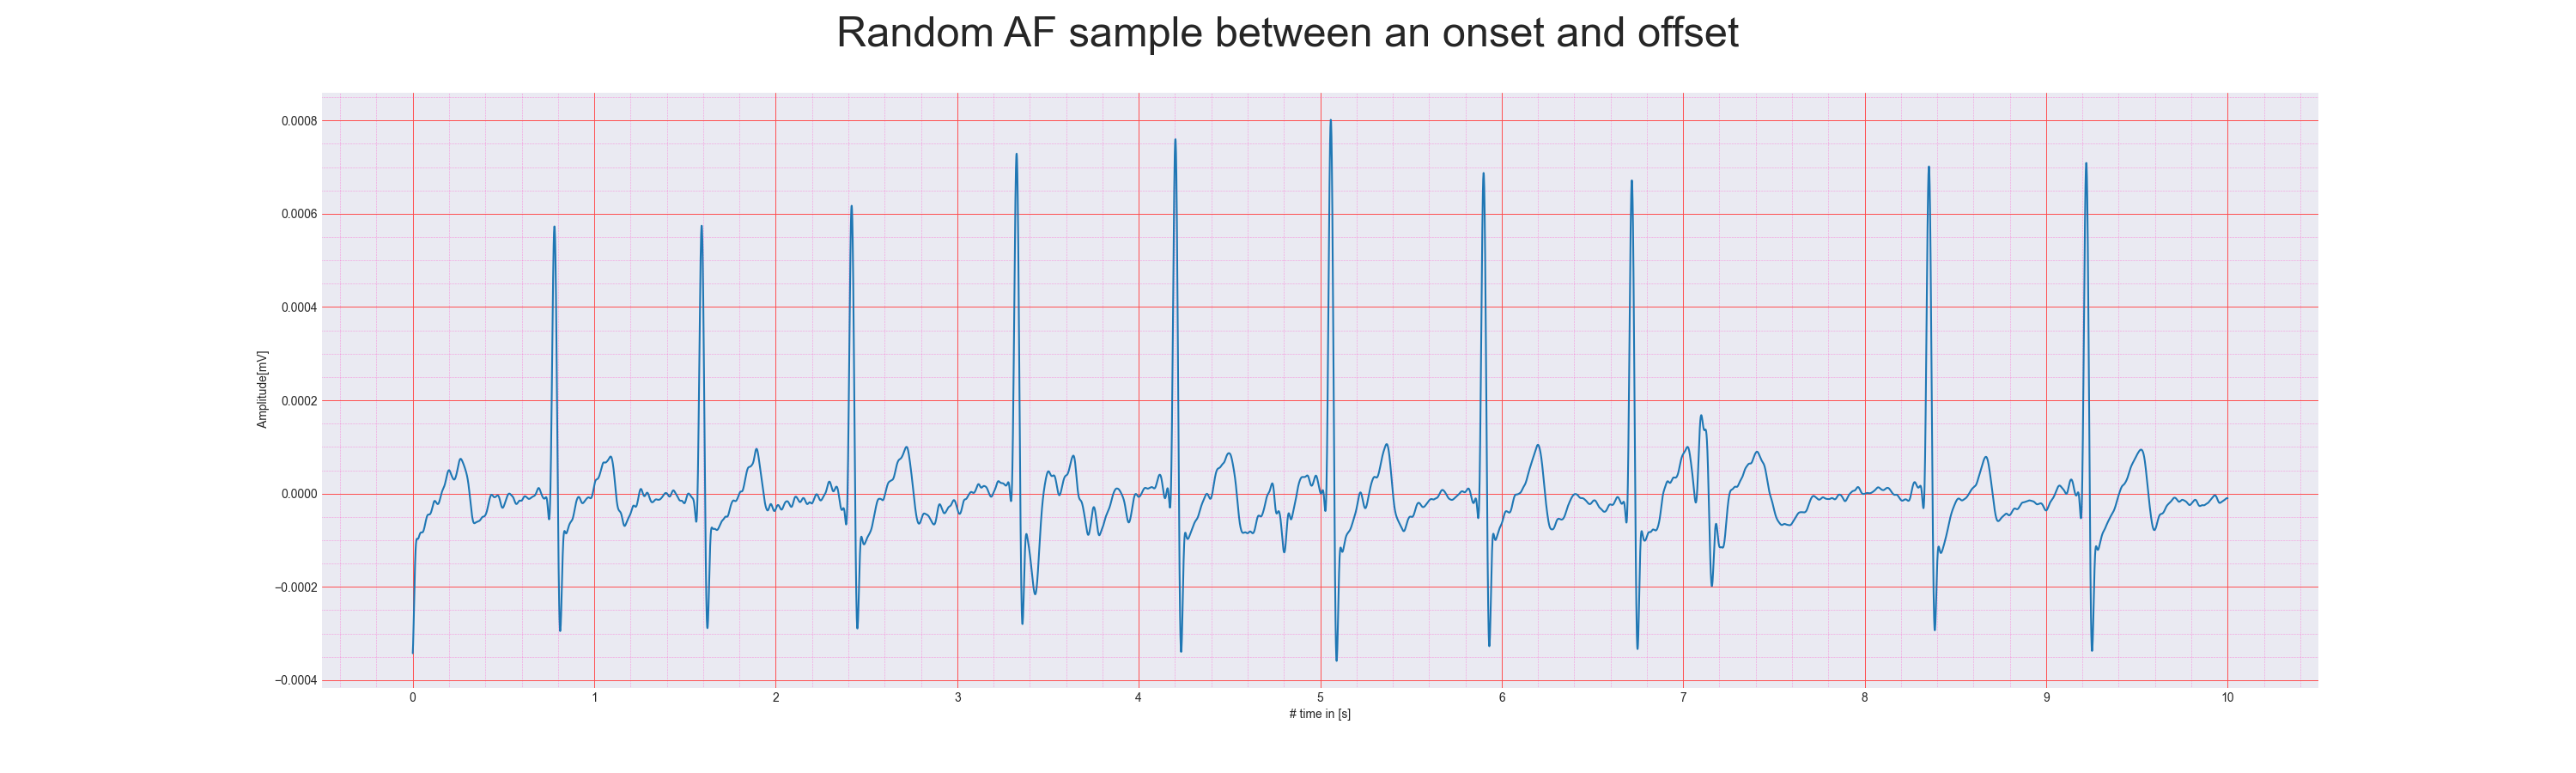 Random AF sample between an onset and offset
0.0008
0.0006
0.0004
0.0002
0.0000
−0.0002
−0.0004
Amplitude[mV]
0 1 2 3 4 5 6 7 8 9 10
# time in [s]